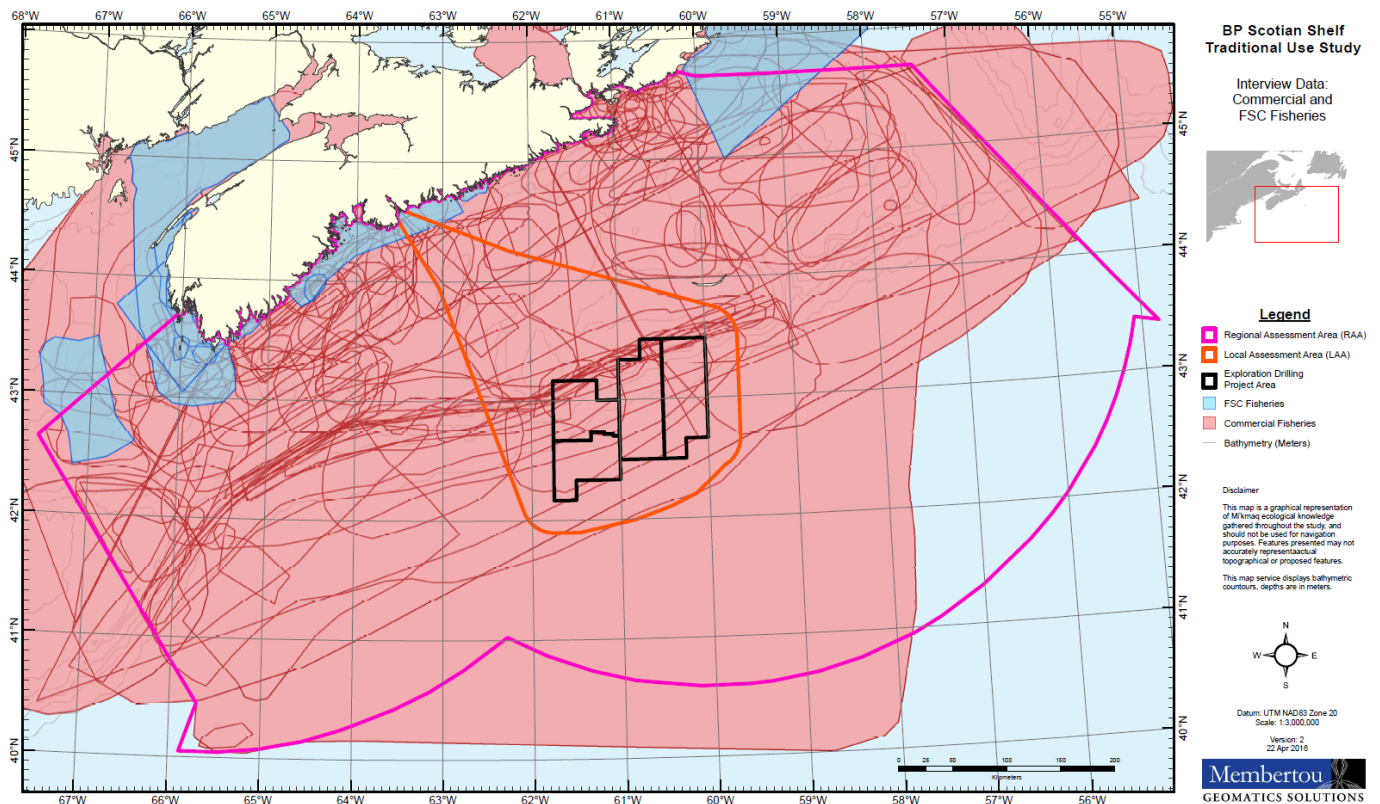 68°W 67°W 66°W 65°W 64°W 63°W 62°W 61°W 60°W 59°W 58°W 57°W 56°W 55°W
45°N
44°N
43°N
42°N
41°N
40°N
45°N
44°N
43°N
42°N
41°N
40°N
0 25 50 100 150 200
Kilometers
67°W 66°W 65°W 64°W 63°W 62°W 61°W 60°W 59°W 58°W 57°W 56°W
BP Scotian Shelf
Traditional Use Study
Interview Data:
Commercial and
FSC Fisheries
Legend
Regional Assessment Area (RAA)
Local Assessment Area (LAA)
Exploration Drilling
Project Area
FSC Fisheries
Commercial Fisheries
Bathymetry (Meters)
Disclaimer
This map is a graphical representation
of Mi'kmaq ecological knowledge
gathered throughout the study, and
should not be used for navigation
purposes. Features presented may not
accurately representaactual
topographical or proposed features.
This map service displays bathymetric
countours, depths are in meters.
N
W E
S
Datum: UTM NAD83 Zone 20
Scale: 1:3,000,000
Version: 2
22 Apr 2016
Membertou
GEOMATICS SOLUTIONS